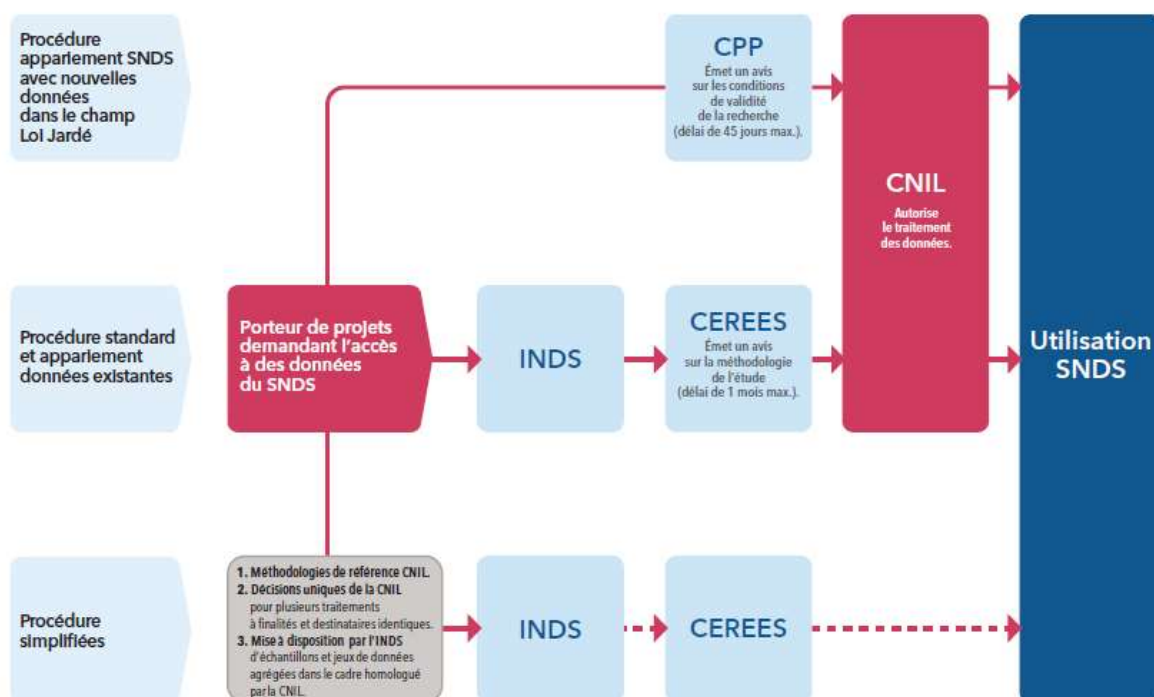 Procédure
appariement SNDS
avec nouvelles
données
dans le champ
Loi Jardé
CPP
Émet un avis
sur les conditions
de validité
de la recherche
(délai de 45 jours max.).
CNIL
Autorise
le traitement
des données.
Procédure standard
et appariement
données existantes
Porteur de projets
demandant l'accès
à des données
du SNDS
INDS
CEREES
Émet un avis
sur la méthodologie
de l'étude
(délai de 1 mois max.).
Utilisation
SNDS
Procédure
simplifiées
1. Méthodologies de référence CNIL.
2. Décisions uniques de la CNIL
pour plusieurs traitements
à finalités et destinataires identiques.
3. Mise à disposition par l'INDS
d'échantillons et jeux de données
agrégées dans le cadre homologué
par la CNIL.
INDS
CEREES